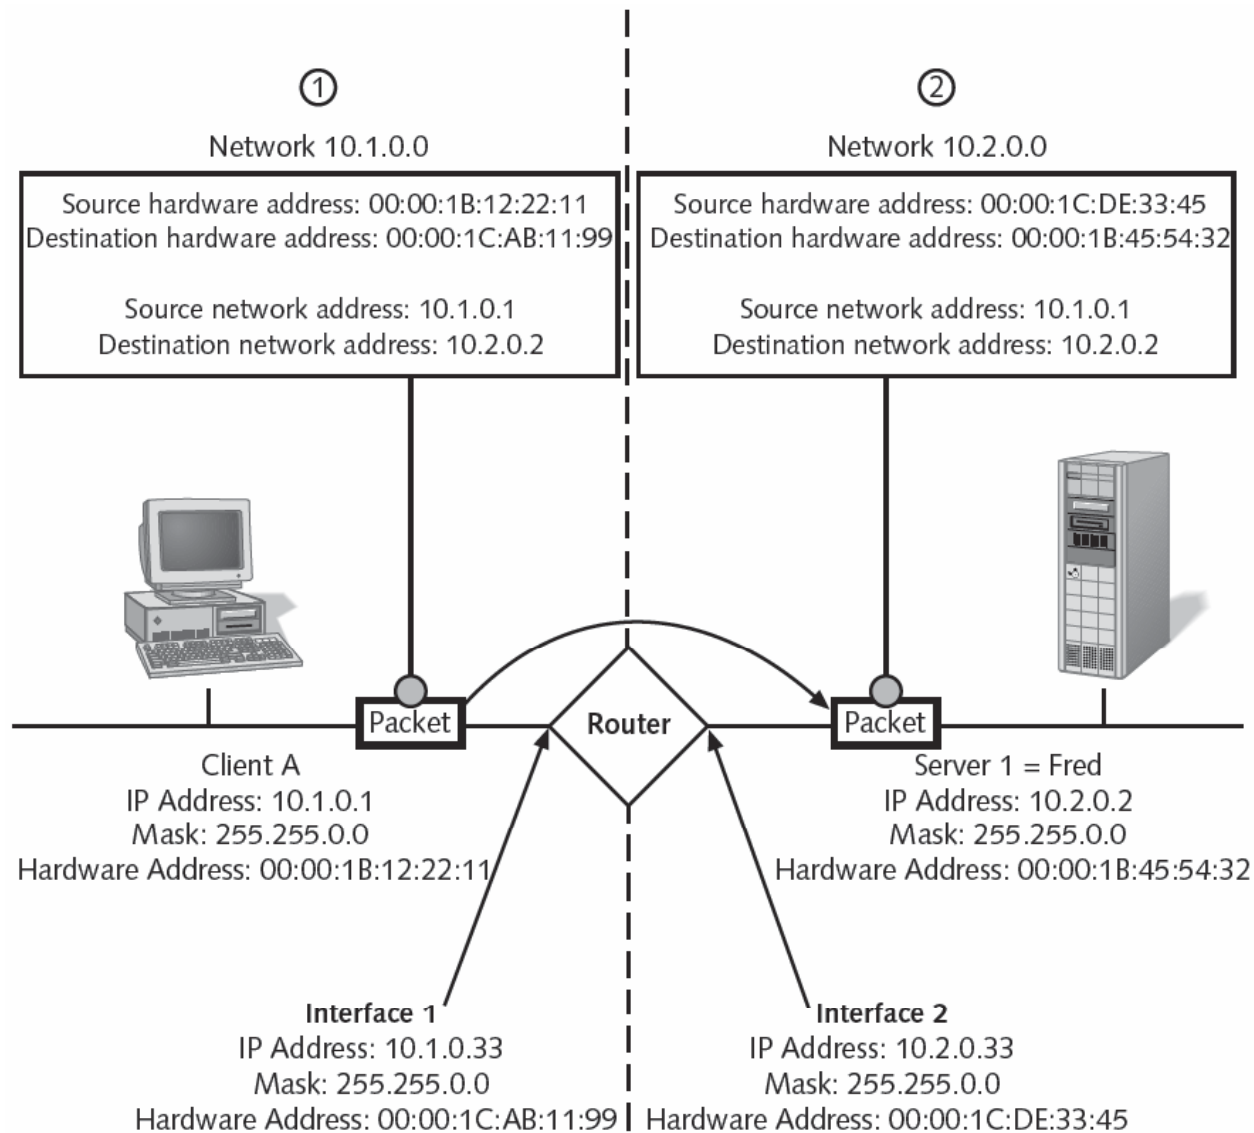 1
Network 10.1.0.0
Source hardware address: 00:00:1B:12:22:11
Destination hardware address: 00:00:1C:AB:11:99
Source network address: 10.1.0.1
Destination network address: 10.2.0.2
2
Network 10.2.0.0
Source hardware address: 00:00:1C:DE:33:45
Destination hardware address: 00:00:1B:45:54:32
Source network address: 10.1.0.1
Destination network address: 10.2.0.2
Packet
Router
Packet
Client A
IP Address: 10.1.0.1
Mask: 255.255.0.0
Hardware Address: 00:00:1B:12:22:11
Server 1 = Fred
IP Address: 10.2.0.2
Mask: 255.255.0.0
Hardware Address: 00:00:1B:45:54:32
Interface 1
IP Address: 10.1.0.33
Mask: 255.255.0.0
Hardware Address: 00:00:1C:AB:11:99
Interface 2
IP Address: 10.2.0.33
Mask: 255.255.0.0
Hardware Address: 00:00:1C:DE:33:45